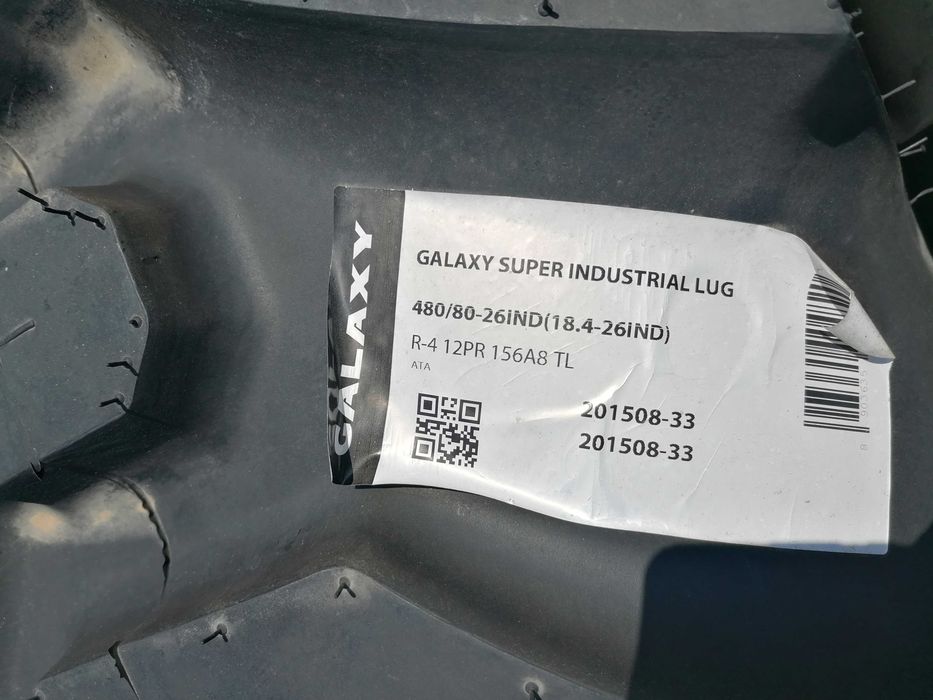 GALAXY
GALAXY SUPER INDUSTRIAL LUG
480/80-26IND(18.4-26IND)
R-4 12PR 156A8 TL
ATA
201508-33
201508-33